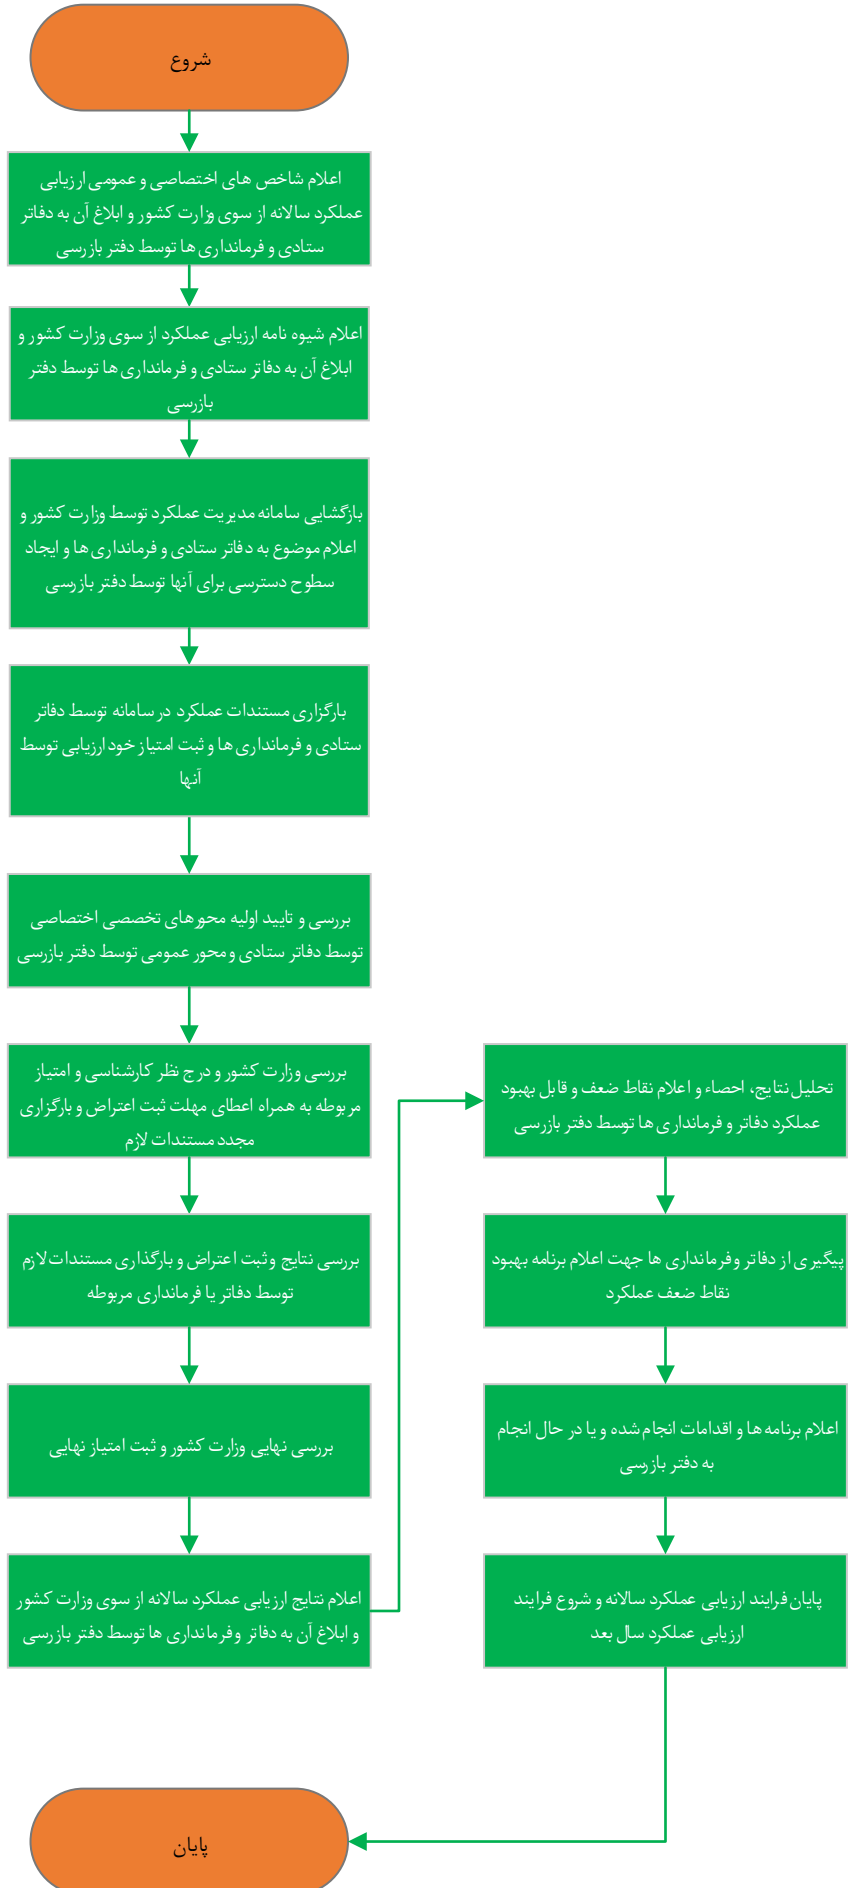 شروع
اعلام شاخص های اختصاصی و عمومی ارزیابی
عملکرد سالانه از سوی وزارت کشور و ابلاغ آن به دفاتر
ستادی و فرمانداری ها توسط دفتر بازرسی
اعلام شیوه نامه ارزیابی عملکرد از سوی وزارت کشور و
ابلاغ آن به دفاتر ستادی و فرمانداری ها توسط دفتر
بازرسی
بازگشایی سامانه مدیریت عملکرد توسط وزارت کشور و
اعلام موضوع به دفاتر ستادی و فرمانداری ها و ایجاد
سطوح دسترسی برای آنها توسط دفتر بازرسی
بارگزاری مستندات عملکرد در سامانه توسط دفاتر
ستادی و فرمانداری ها و ثبت امتیاز خود ارزیابی توسط
آنها
بررسی و تایید اولیه محورهای تخصصی اختصاصی
توسط دفاتر ستادی و محور عمومی توسط دفتر بازرسی
بررسی وزارت کشور و درج نظر کارشناسی و امتیاز
مربوطه به همراه اعطای مهلت ثبت اعتراض و بارگزاری
مجدد مستندات لازم
بررسی نتایج و ثبت اعتراض و بارگذاری مستندات لازم
توسط دفاتر یا فرمانداری مربوطه
بررسی نهایی وزارت کشور و ثبت امتیاز نهایی
اعلام نتایج ارزیابی عملکرد سالانه از سوی وزارت کشور
و ابلاغ آن به دفاتر و فرمانداری ها توسط دفتر بازرسی
تحلیل نتایج، احصاء و اعلام نقاط ضعف و قابل بهبود
عملکرد دفاتر و فرمانداری ها توسط دفتر بازرسی
پیگیری از دفاتر و فرمانداری ها جهت اعلام برنامه بهبود
نقاط ضعف عملکرد
اعلام برنامه ها و اقدامات انجام شده و یا در حال انجام
به دفتر بازرسی
پایان فرایند ارزیابی عملکرد سالانه و شروع فرایند
ارزیابی عملکرد سال بعد
پایان